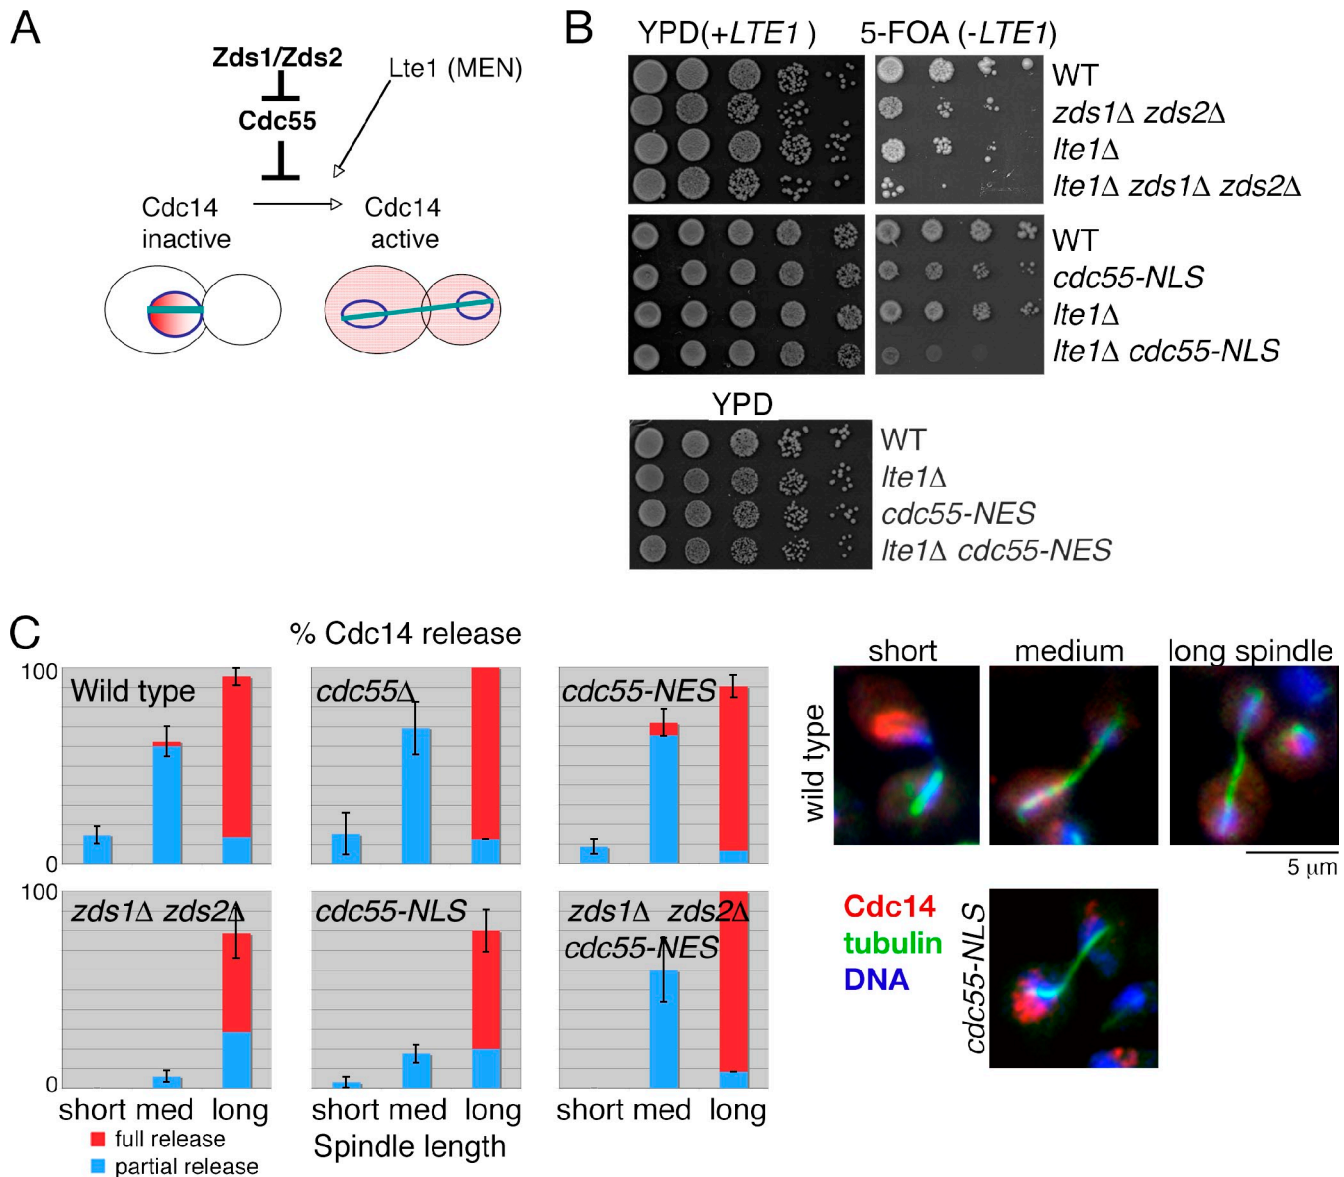 A
Zds1/Zds2
Lte1 (MEN)
Cdc55
Cdc14
inactive
Cdc14
active
B
YPD(+LTE1 )
5-FOA (-LTE1)
WT
zds1Δ zds2Δ
lte1Δ
lte1Δ zds1Δ zds2Δ
WT
cdc55-NLS
lte1Δ
lte1Δ cdc55-NLS
YPD
WT
lte1Δ
cdc55-NES
lte1Δ cdc55-NES
C
% Cdc14 release
100
0
Wild type
cdc55Δ
cdc55-NES
100
0
zds1Δ zds2Δ
cdc55-NLS
zds1Δ zds2Δ
cdc55-NES
short med long
short med long
short med long
Spindle length
full release
partial release
short
medium
long spindle
wild type
5 μm
Cdc14
tubulin
DNA
cdc55-NLS